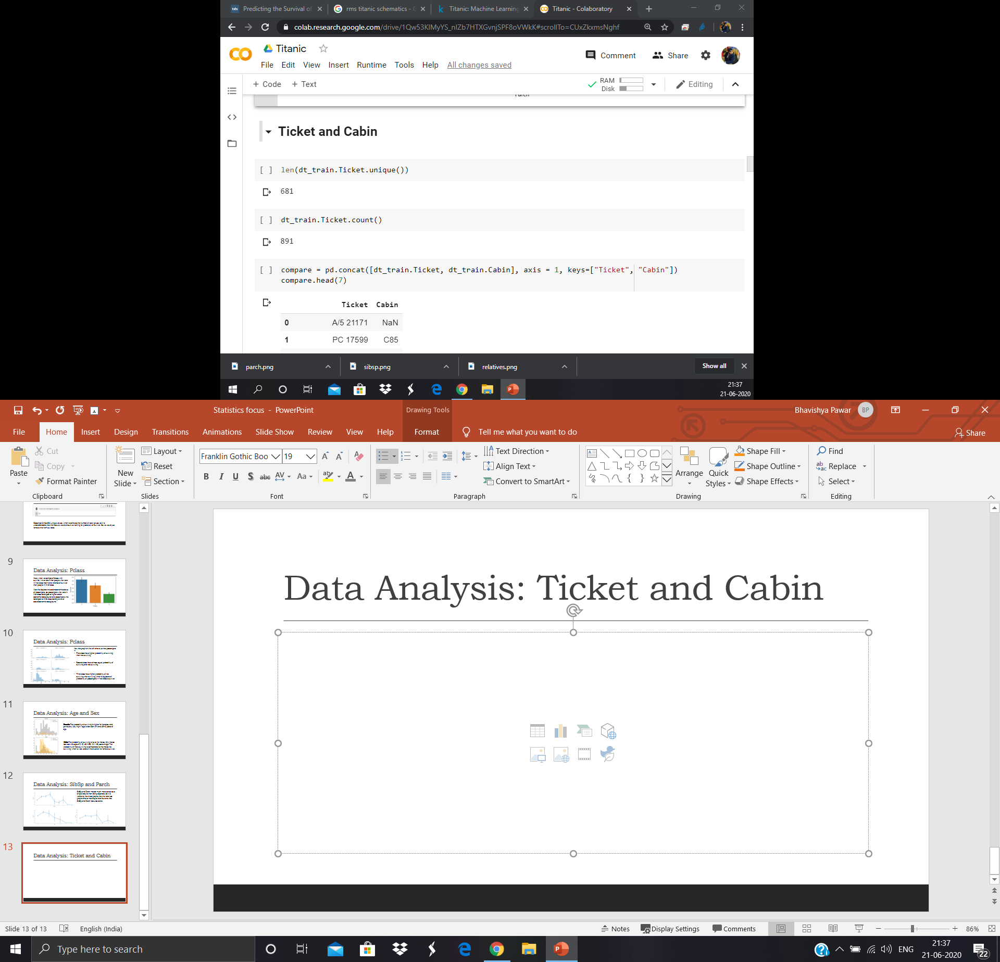 Predicting the Survival of
rms titanic schematics - G
Titanic: Machine Learning
Titanic - Colaboratory
colab.research.google.com/drive/
Titanic
Comment
Share
File Edit View Insert Runtime Tools Help All changes saved
+ Code + Text
RAM
Disk
Editing
Parch
Ticket and Cabin
[ ] len(dt_train.Ticket.unique())
681
[ ] dt_train.Ticket.count()
891
[ ] compare = pd.concat([dt_train.Ticket, dt_train.Cabin], axis = 1, keys=["Ticket", "Cabin"])
compare.head(7)
Ticket Cabin
0 A/5 21171 NaN
1 PC 17599 C85
parch.png
sibsp.png
relatives.png
Show all
21:37
21-06-2020
Statistics focus - PowerPoint
Drawing Tools
Bhavishya Pawar BP
File Home Insert Design Transitions Animations Slide Show Review View Help Format Tell me what you want to do
Share
Paste
Cut
Copy
Format Painter
Clipboard
New
Slide
Layout
Reset
Section
Slides
Franklin Gothic Boo 19
Font
Text Direction
Align Text
Convert to SmartArt
Paragraph
Arrange
Quick
Styles
Shape Fill
Shape Outline
Shape Effects
Drawing
Find
Replace
Select
Editing
9
Data Analysis: Pclass
10
Data Analysis: Pclass
11
Data Analysis: Age and Sex
12
Data Analysis: SibSp and Parch
13
Data Analysis: Ticket and Cabin
Data Analysis: Ticket and Cabin
Slide 13 of 13
English (India)
Notes
Display Settings
Comments
86%
Type here to search
ENG
21:37
21-06-2020
22